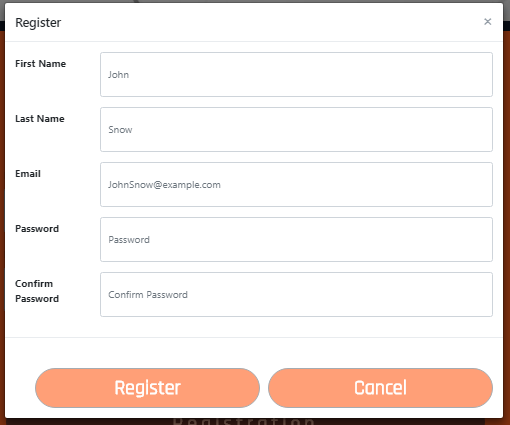 Register ×
First Name
John
Last Name
Snow
Email
JohnSnow@example.com
Password
Password
Confirm
Password
Confirm Password
Register Cancel
Registration